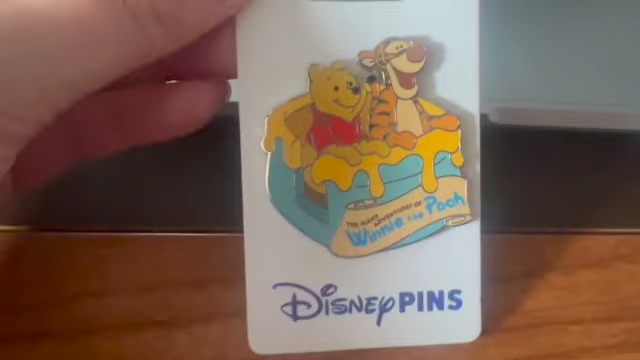 THE MANY
ADVENTURES OF
Winnie the Pooh
Disney PINS